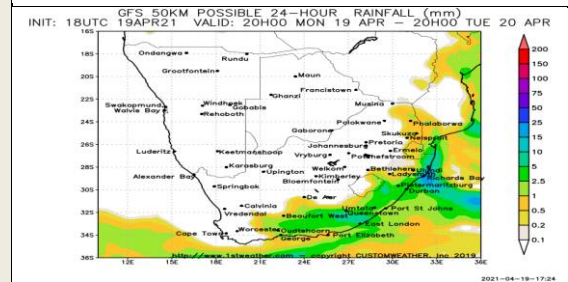 GFS 50KM POSSIBLE 24-HOUR RAINFALL (mm)
INIT: 18UTC 19APR21 VALID: 20H00 MON 19 APR - 20H00 TUE 20 APR
16S
Ondangwa Rundu
18S
Grootfontein
20S Maun
Francistown
Ghanzi
22S Musina
Swakopmund Windhoek Gobabis
Walvis Bay Rehoboth Polokwane Phalaborwa
24S
Gaborone Skukuza
Pretoria Nelspruit
26S Johannesburg
Luderitz Keetmanshoop Vryburg Ermelo
Karasburg Welkom Bethlehem
28S Upington Kimberley Ladysmith
Alexander Bay Bloemfontein Richards Bay
Springbok Pietermaritzburg
30S Durban
De Aar
Calvinia Umtata Port St Johns
32S Vredendal Beaufort West Queenstown
East London
Worcester Oudtshoorn
34S Cape Town George Port Elizabeth
http://www.1stweather.com - copyright CUSTOMWEATHER, Inc 2019
36S
12E 15E 18E 21E 24E 27E 30E 33E 36E
200
150
100
75
50
25
15
10
5
2.5
1
0.5
0.2
0.1
2021-04-19-17:24